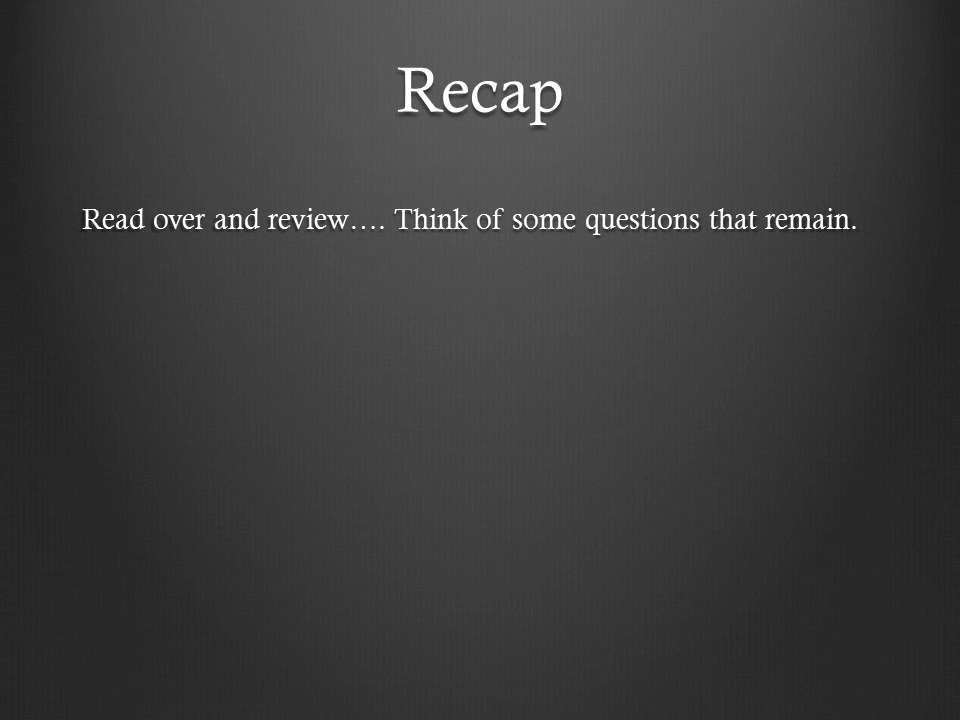 Recap
Read over and review…. Think of some questions that remain.